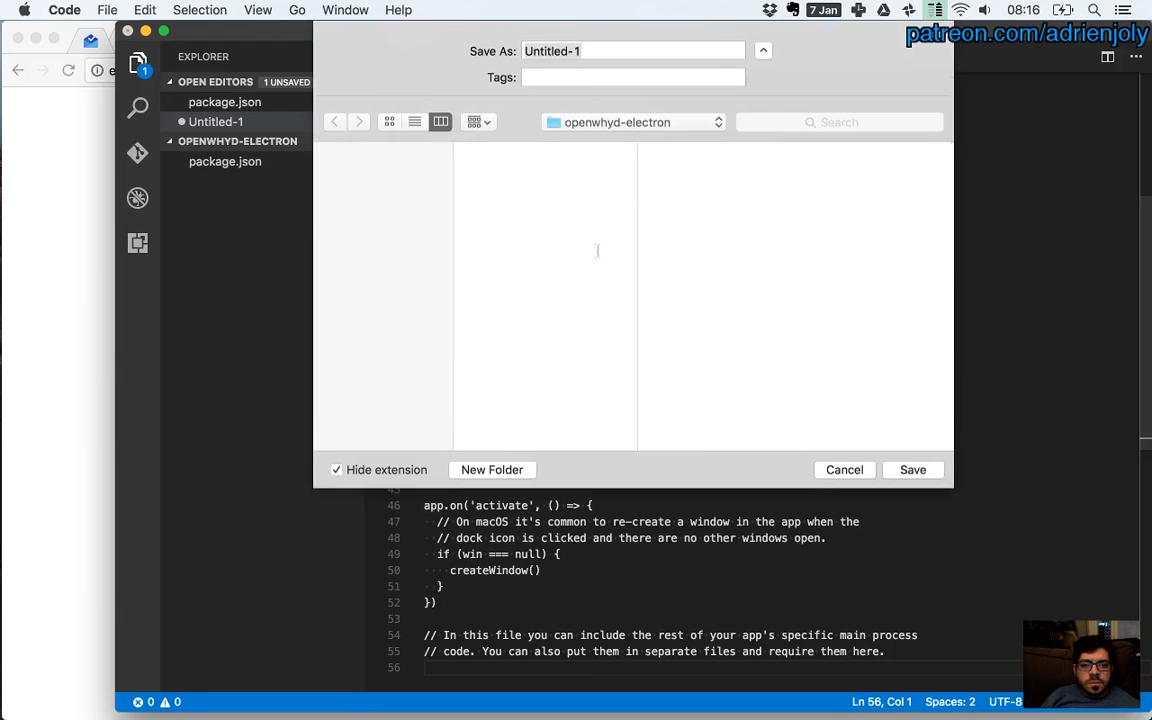 Code File Edit Selection View Go Window Help
7 Jan
08:16
patreon.com/adrienjoly
e
EXPLORER
OPEN EDITORS 1 UNSAVED
package.json
Untitled-1
OPENWHYD-ELECTRON
package.json
1
Save As: Untitled-1
Tags:
openwhyd-electron
Search
Hide extension
New Folder
Cancel
Save
45
46 app.on('activate', () => {
47 // On macOS it's common to re-create a window in the app when the
48 // dock icon is clicked and there are no other windows open.
49 if (win === null) {
50 createWindow()
51 }
52 })
53
54 // In this file you can include the rest of your app's specific main process
55 // code. You can also put them in separate files and require them here.
56
0 0
Ln 56, Col 1 Spaces: 2 UTF-8